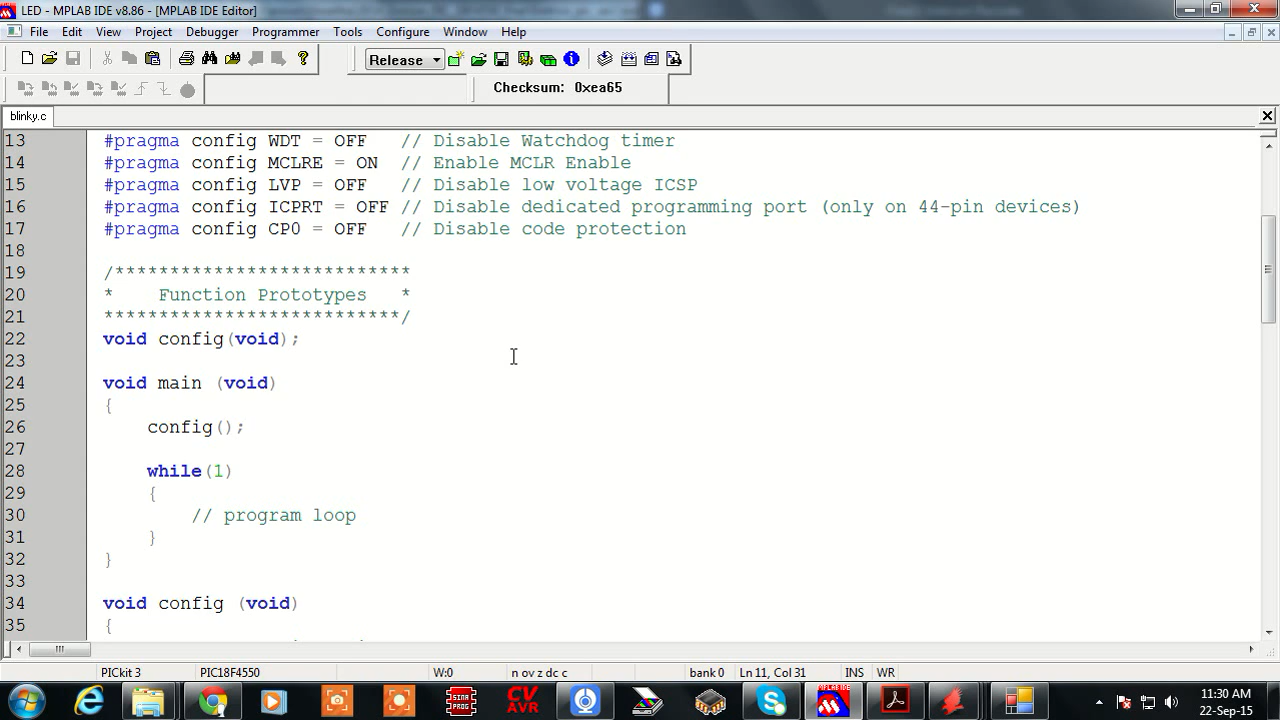 LED - MPLAB IDE v8.86 - [MPLAB IDE Editor]
File Edit View Project Debugger Programmer Tools Configure Window Help
Release
Checksum: 0xea65
blinky.c
13 #pragma config WDT = OFF // Disable Watchdog timer
14 #pragma config MCLRE = ON // Enable MCLR Enable
15 #pragma config LVP = OFF // Disable low voltage ICSP
16 #pragma config ICPRT = OFF // Disable dedicated programming port (only on 44-pin devices)
17 #pragma config CP0 = OFF // Disable code protection
18
19 /***************************
20 * Function Prototypes *
21 ***************************/
22 void config(void);
23
24 void main (void)
25 {
26 config();
27
28 while(1)
29 {
30 // program loop
31 }
32 }
33
34 void config (void)
35 {
PICkit 3 PIC18F4550 W:0 n ov z dc c bank 0 Ln 11, Col 31 INS WR
SINA PROG
CV AVR
MPLAB IDE
11:30 AM
22-Sep-15